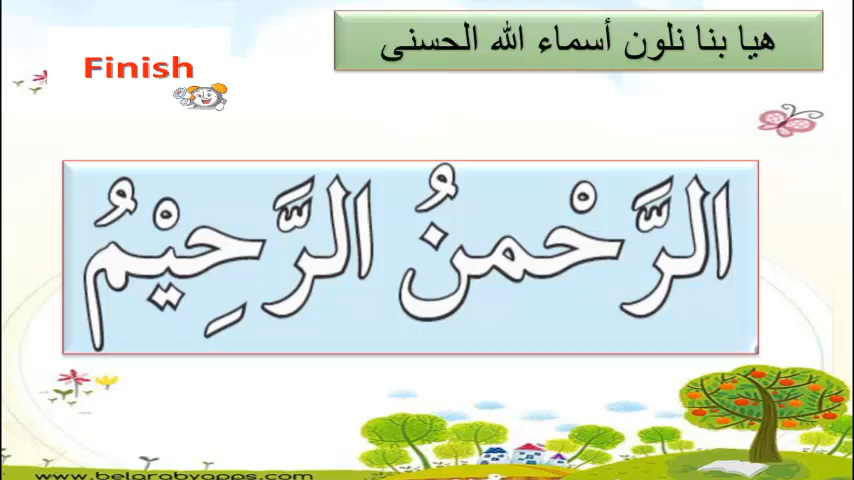 هيا بنا نلون أسماء الله الحسنى
Finish
الرَّحْمنُ الرَّحِيْمُ
www.belarabyapps.com